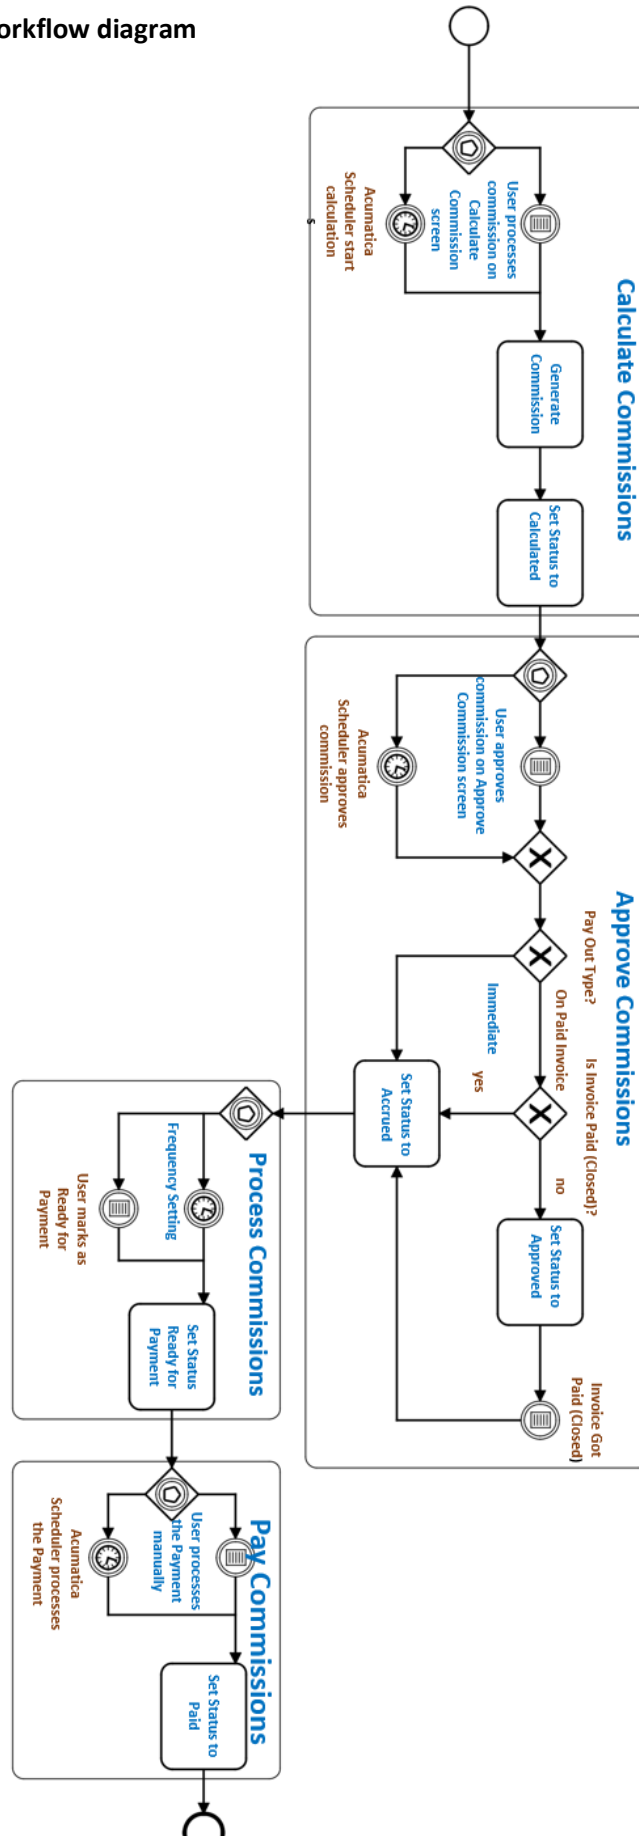 orkflow diagram
Calculate Commissions
User processes
commission on
Calculate
Commission
screen
Acumatica
Scheduler start
calculation
s
Generate
Commission
Set Status to
Calculated
Approve Commissions
User approves
commission on Approve
Commission screen
Acumatica
Scheduler approves
commission
Pay Out Type?
On Paid Invoice
Immediate
Is Invoice Paid (Closed)?
yes
no
Set Status to
Accrued
Set Status to
Approved
Invoice Got
Paid (Closed)
Process Commissions
Frequency Setting
User marks as
Ready for
Payment
Set Status
Ready for
Payment
Pay Commissions
User processes
the Payment
manually
Acumatica
Scheduler processes
the Payment
Set Status to
Paid